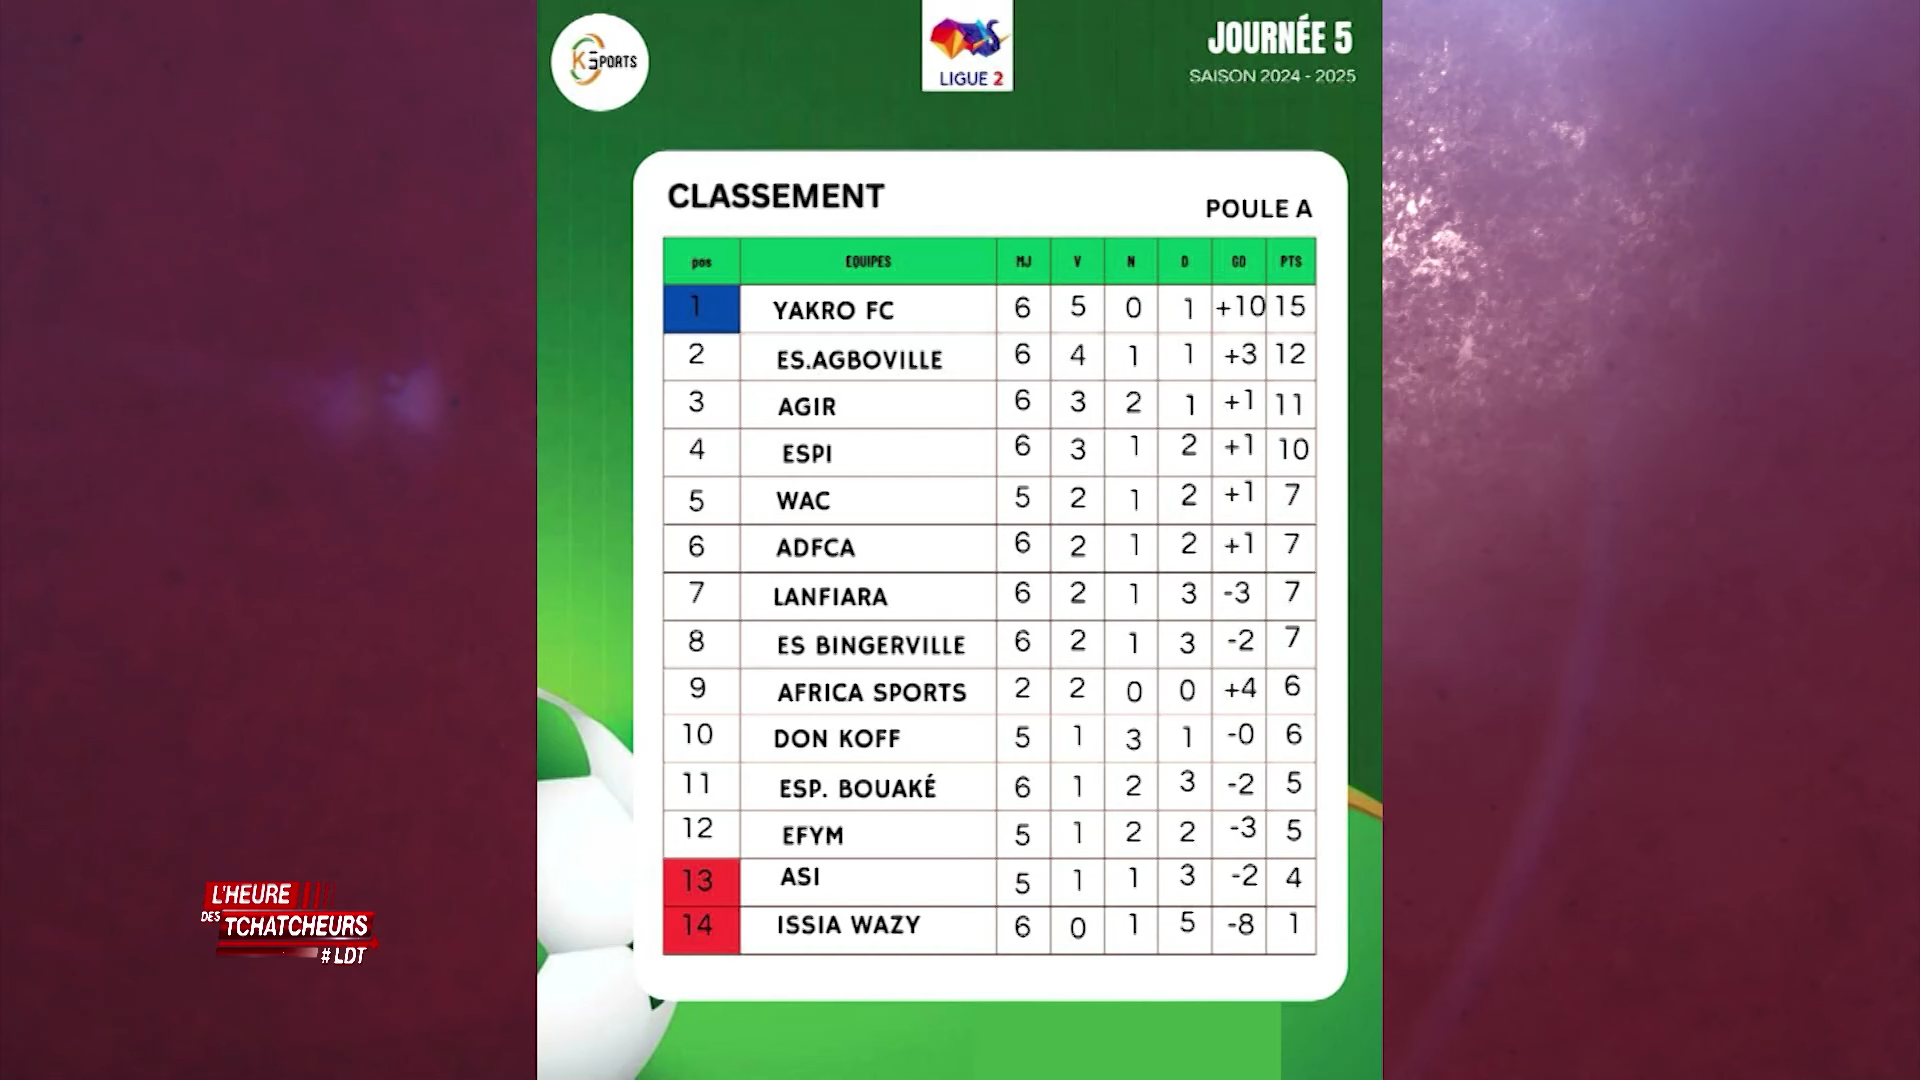 K SPORTS
LIGUE 2
JOURNÉE 5
SAISON 2024 - 2025
CLASSEMENT
POULE A
pos EQUIPES MJ V N D GD PTS
1 YAKRO FC 6 5 0 1 +10 15
2 ES.AGBOVILLE 6 4 1 1 +3 12
3 AGIR 6 3 2 1 +1 11
4 ESPI 6 3 1 2 +1 10
5 WAC 5 2 1 2 +1 7
6 ADFCA 6 2 1 2 +1 7
7 LANFIARA 6 2 1 3 -3 7
8 ES BINGERVILLE 6 2 1 3 -2 7
9 AFRICA SPORTS 2 2 0 0 +4 6
10 DON KOFF 5 1 3 1 -0 6
11 ESP. BOUAKÉ 6 1 2 3 -2 5
12 EFYM 5 1 2 2 -3 5
13 ASI 5 1 1 3 -2 4
14 ISSIA WAZY 6 0 1 5 -8 1
L'HEURE
DES TCHATCHEURS
# LDT